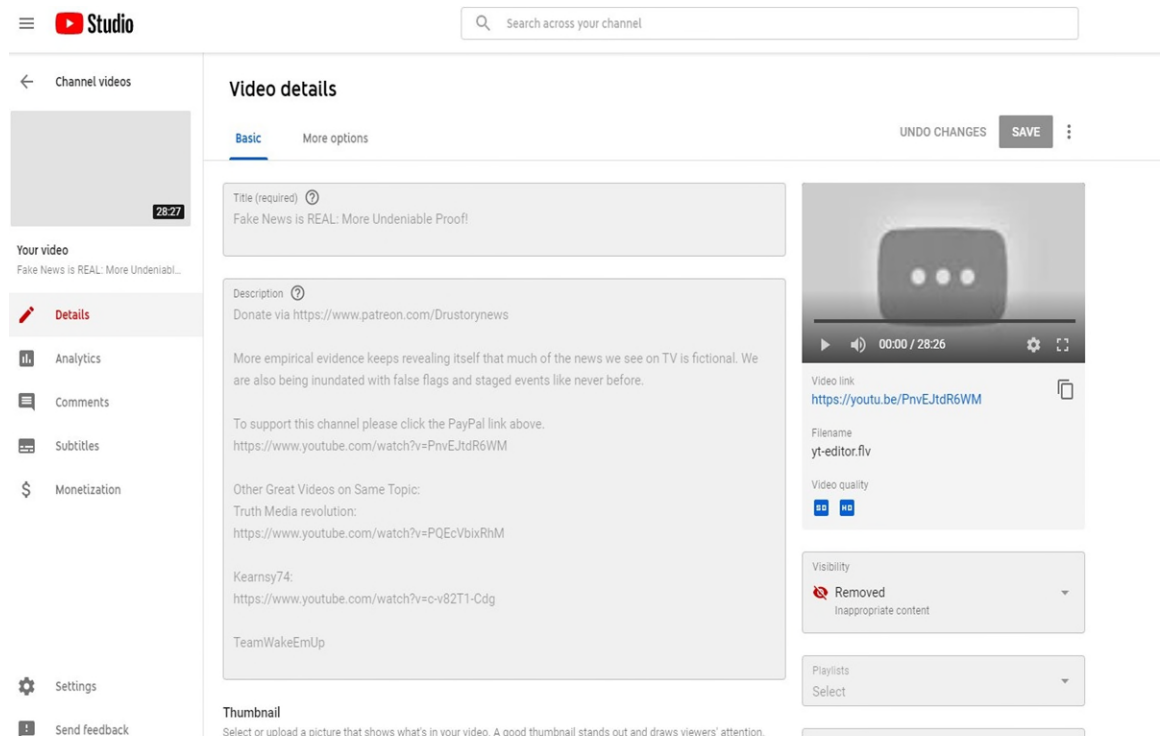 Studio
Search across your channel
Channel videos
28:27
Your video
Fake News is REAL: More Undeniabl...
Details
Analytics
Comments
Subtitles
Monetization
Settings
Send feedback
Video details
Basic
More options
UNDO CHANGES
SAVE
Title (required)
Fake News is REAL: More Undeniable Proof!
Description
Donate via https://www.patreon.com/Drustorynews
More empirical evidence keeps revealing itself that much of the news we see on TV is fictional. We
are also being inundated with false flags and staged events like never before.
To support this channel please click the PayPal link above.
https://www.youtube.com/watch?v=PnvEJtdR6WM
Other Great Videos on Same Topic:
Truth Media revolution:
https://www.youtube.com/watch?v=PQEcVbixRhM
Kearnsy74:
https://www.youtube.com/watch?v=c-v82T1-Cdg
TeamWakeEmUp
Thumbnail
Select or upload a picture that shows what's in your video. A good thumbnail stands out and draws viewers' attention.
00:00 / 28:26
Video link
https://youtu.be/PnvEJtdR6WM
Filename
yt-editor.flv
Video quality
SD HD
Visibility
Removed
Inappropriate content
Playlists
Select